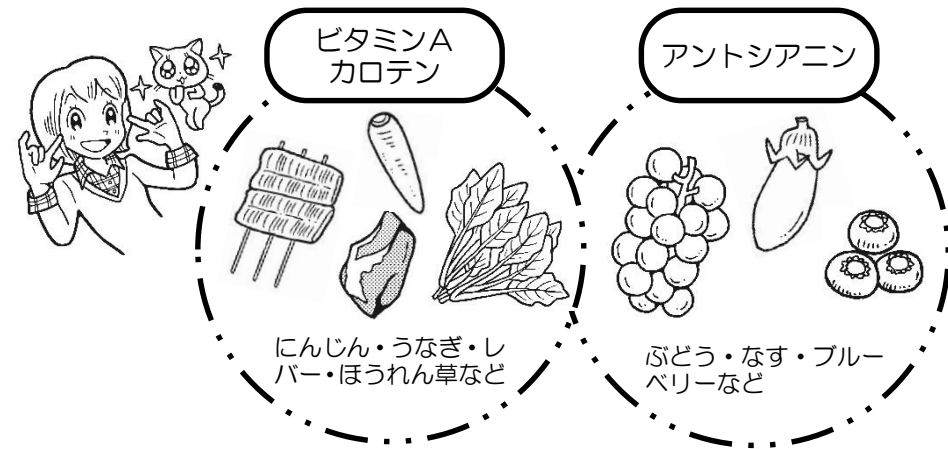 ビタミンA
カロテン
アントシアニン
にんじん・うなぎ・レ
バー・ほうれん草など
ぶどう・なす・ブルー
ベリーなど